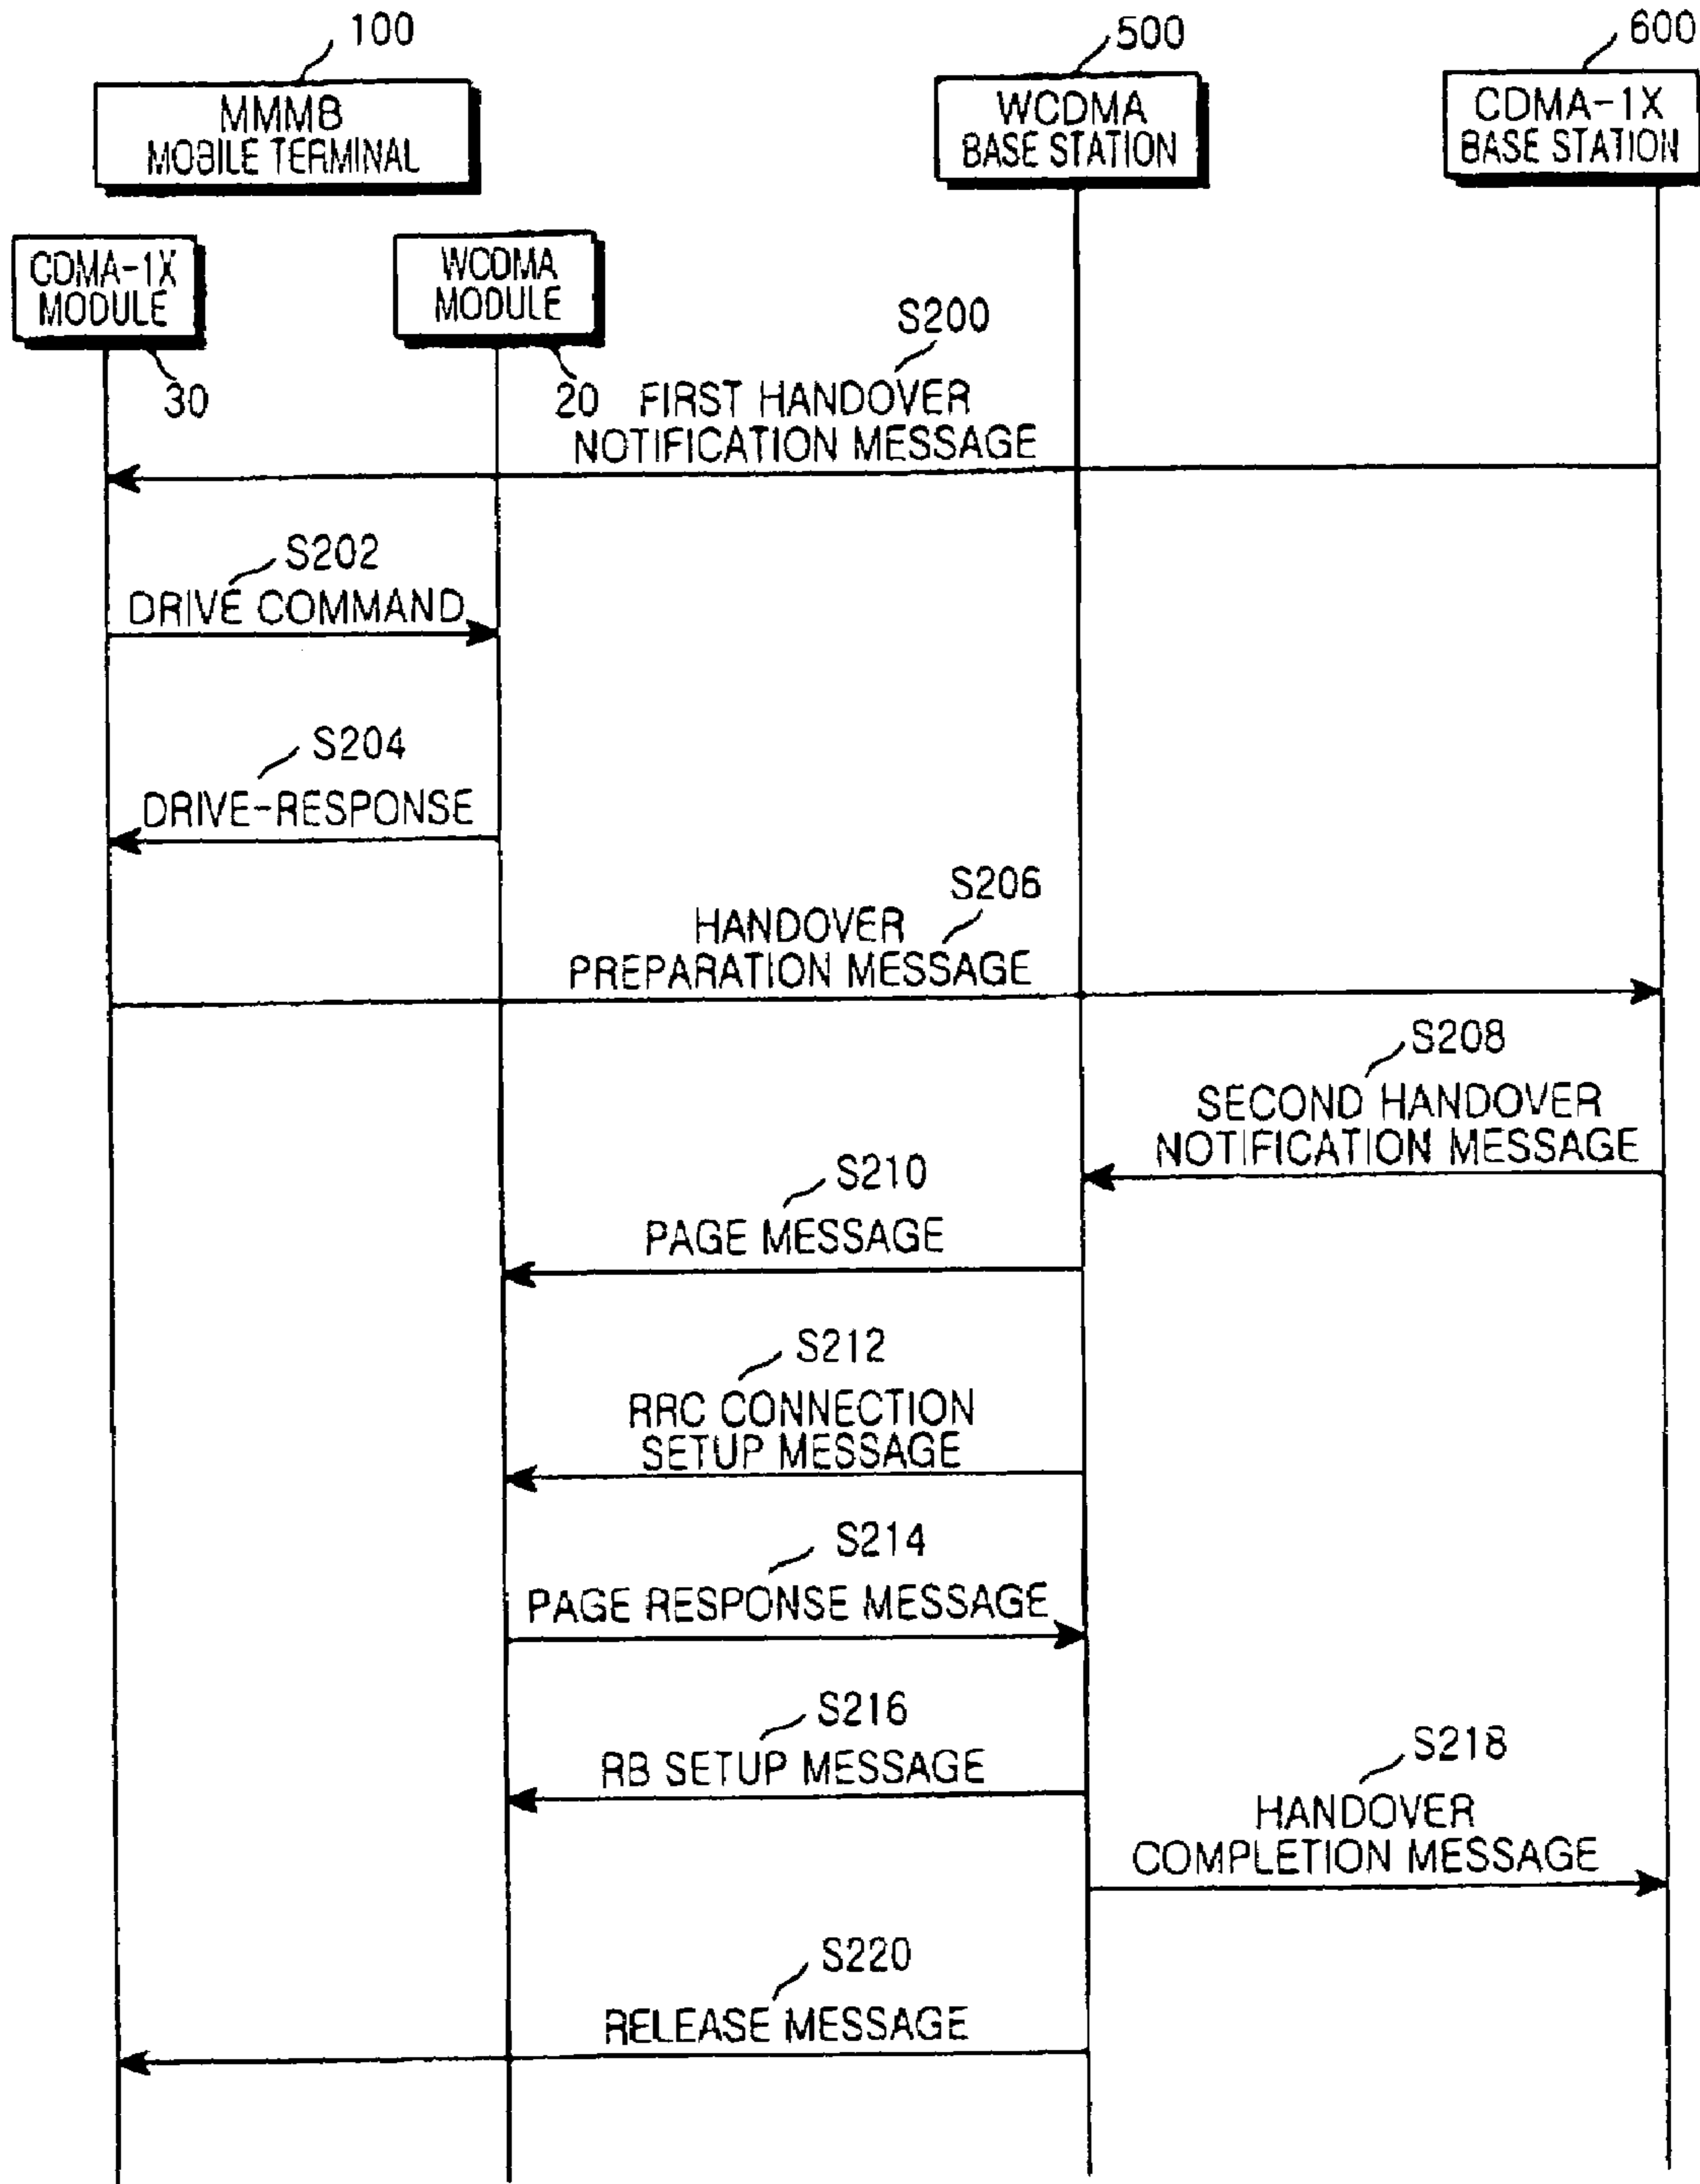 100
500
600
MMMB
MOBILE TERMINAL
WCDMA
BASE STATION
CDMA-1X
BASE STATION
CDMA-1X
MODULE
WCDMA
MODULE
30
20
S200
FIRST HANDOVER
NOTIFICATION MESSAGE
S202
DRIVE COMMAND
S204
DRIVE-RESPONSE
S206
HANDOVER
PREPARATION MESSAGE
S208
SECOND HANDOVER
NOTIFICATION MESSAGE
S210
PAGE MESSAGE
S212
RRC CONNECTION
SETUP MESSAGE
S214
PAGE RESPONSE MESSAGE
S216
RB SETUP MESSAGE
S218
HANDOVER
COMPLETION MESSAGE
S220
RELEASE MESSAGE